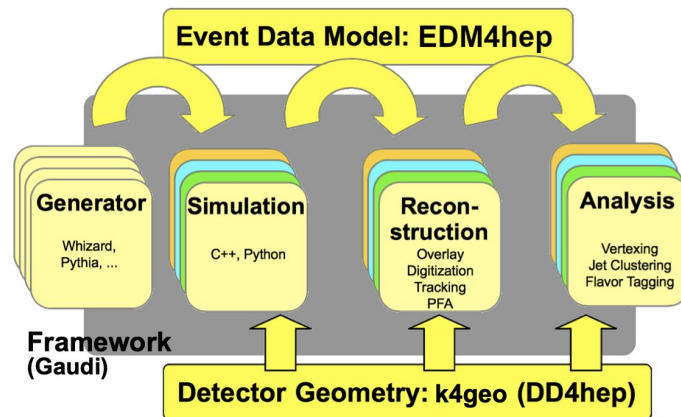 Event Data Model: EDM4hep
Generator
Whizard,
Pythia, ...
Simulation
C++, Python
Recon-
struction
Overlay
Digitization
Tracking
PFA
Analysis
Vertexing
Jet Clustering
Flavor Tagging
Framework
(Gaudi)
Detector Geometry: k4geo (DD4hep)